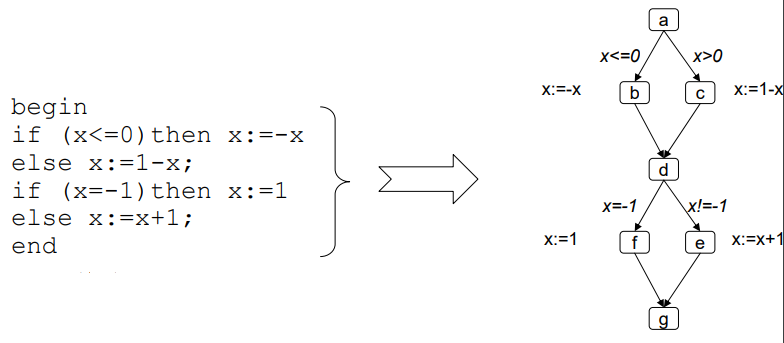 begin
if (x<=0)then x:=-x
else x:=1-x;
if (x=-1)then x:=1
else x:=x+1;
end
a
x<=0 x>0
x:=-x b c x:=1-x
d
x=-1 x!=-1
x:=1 f e x:=x+1
g